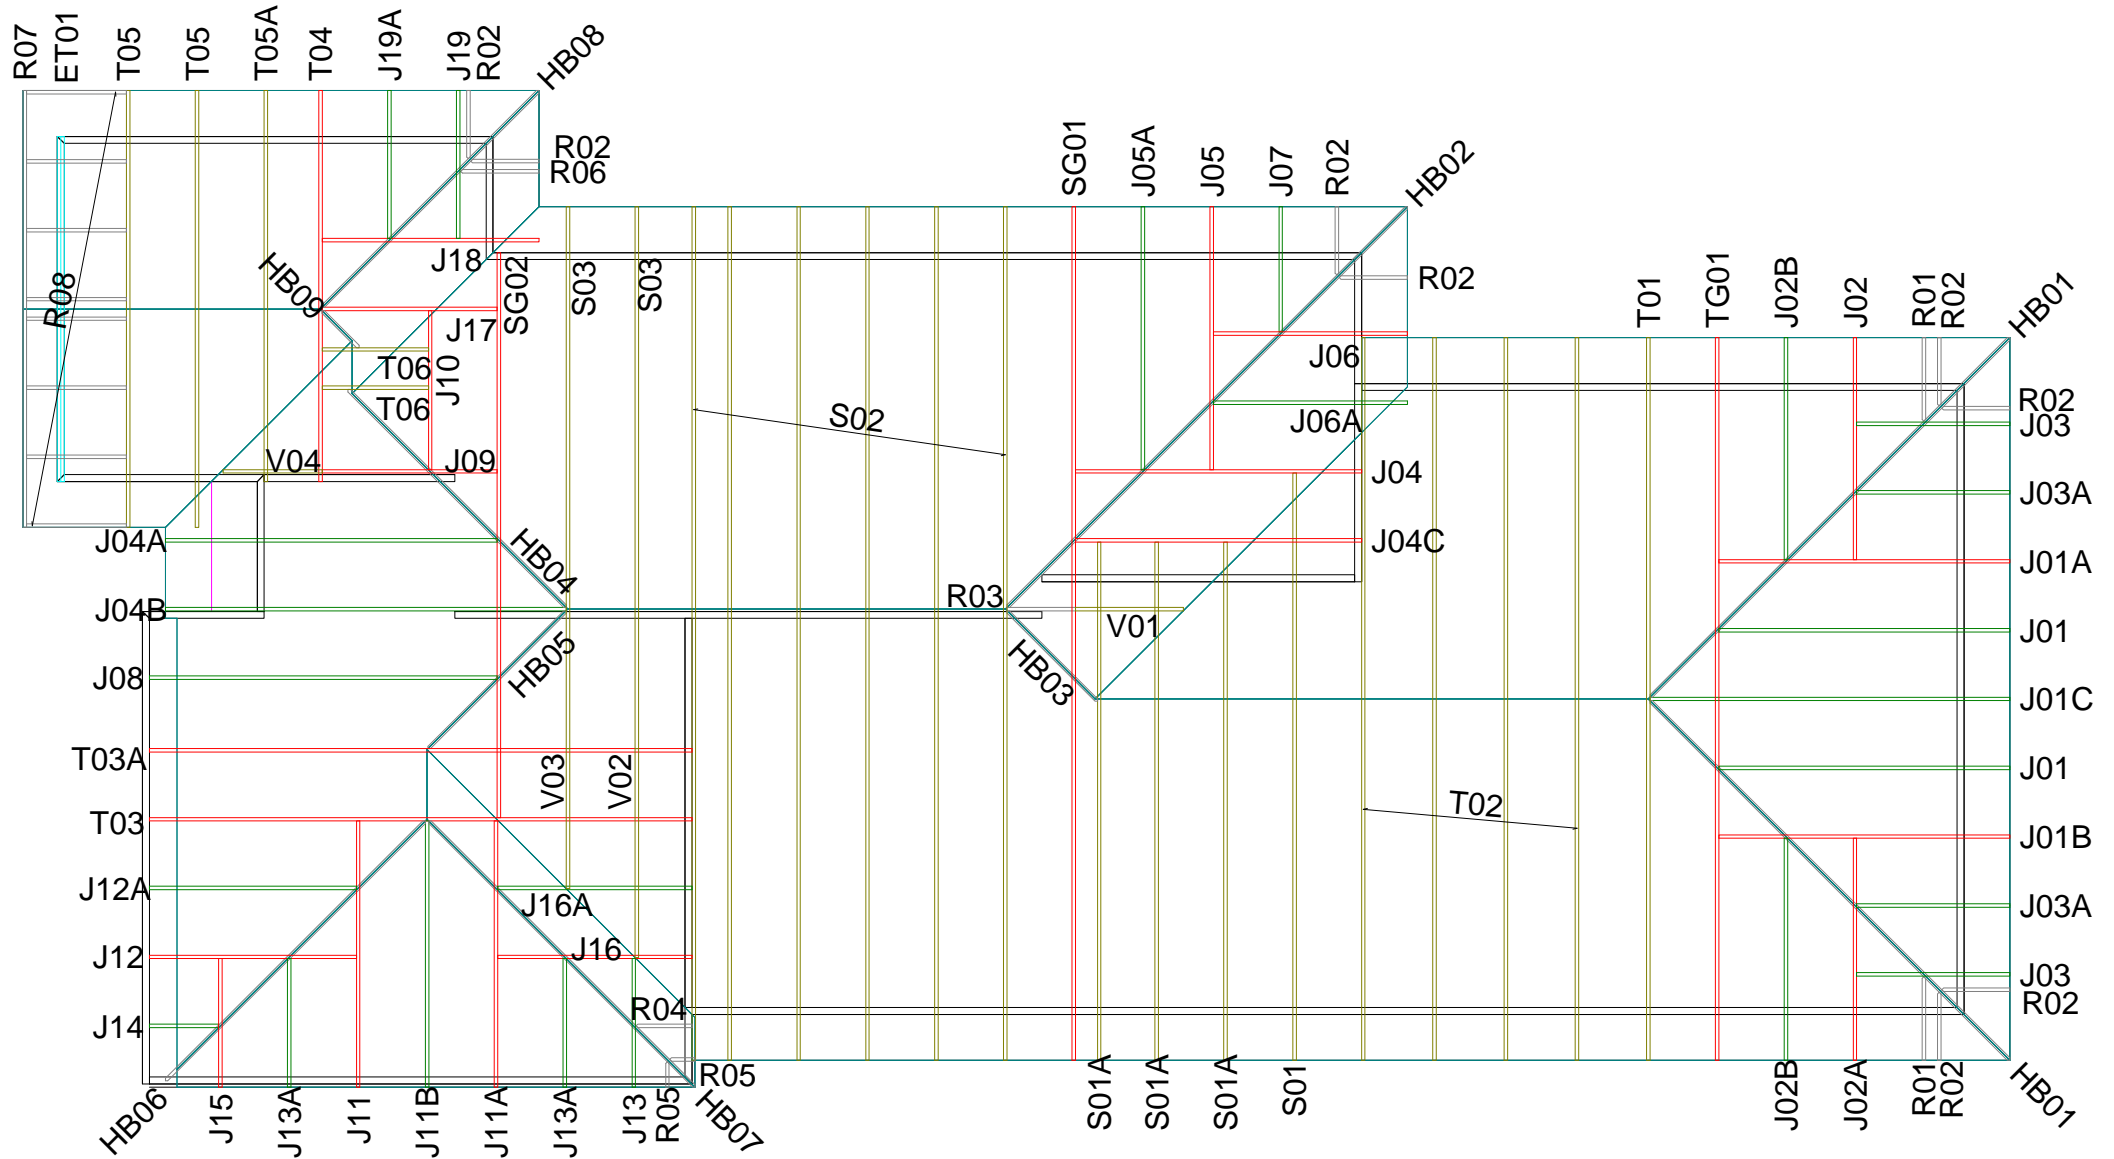 R07
ET01
T05
T05
T05A
T04
J19A
J19
R02
HB08
R02
R06
SG01
J05A
J05
J07
R02
HB02
R02
J18
HB09
R08
SG02
S03
S03
J17
T06
J10
T06
J06
T01
TG01
J02B
J02
R01
R02
HB01
S02
J06A
R02
J03
V04
J09
J04
J03A
J04A
HB04
J04C
J01A
J04B
R03
V01
J01
J08
HB05
HB03
J01C
T03A
V03
V02
J01
T03
T02
J01B
J12A
J16A
J03A
J12
J16
J03
J14
R04
R02
R05
HB06
J15
J13A
J11
J11B
J11A
J13A
J13
R05
HB07
S01A
S01A
S01A
S01
J02B
J02A
R01
R02
HB01